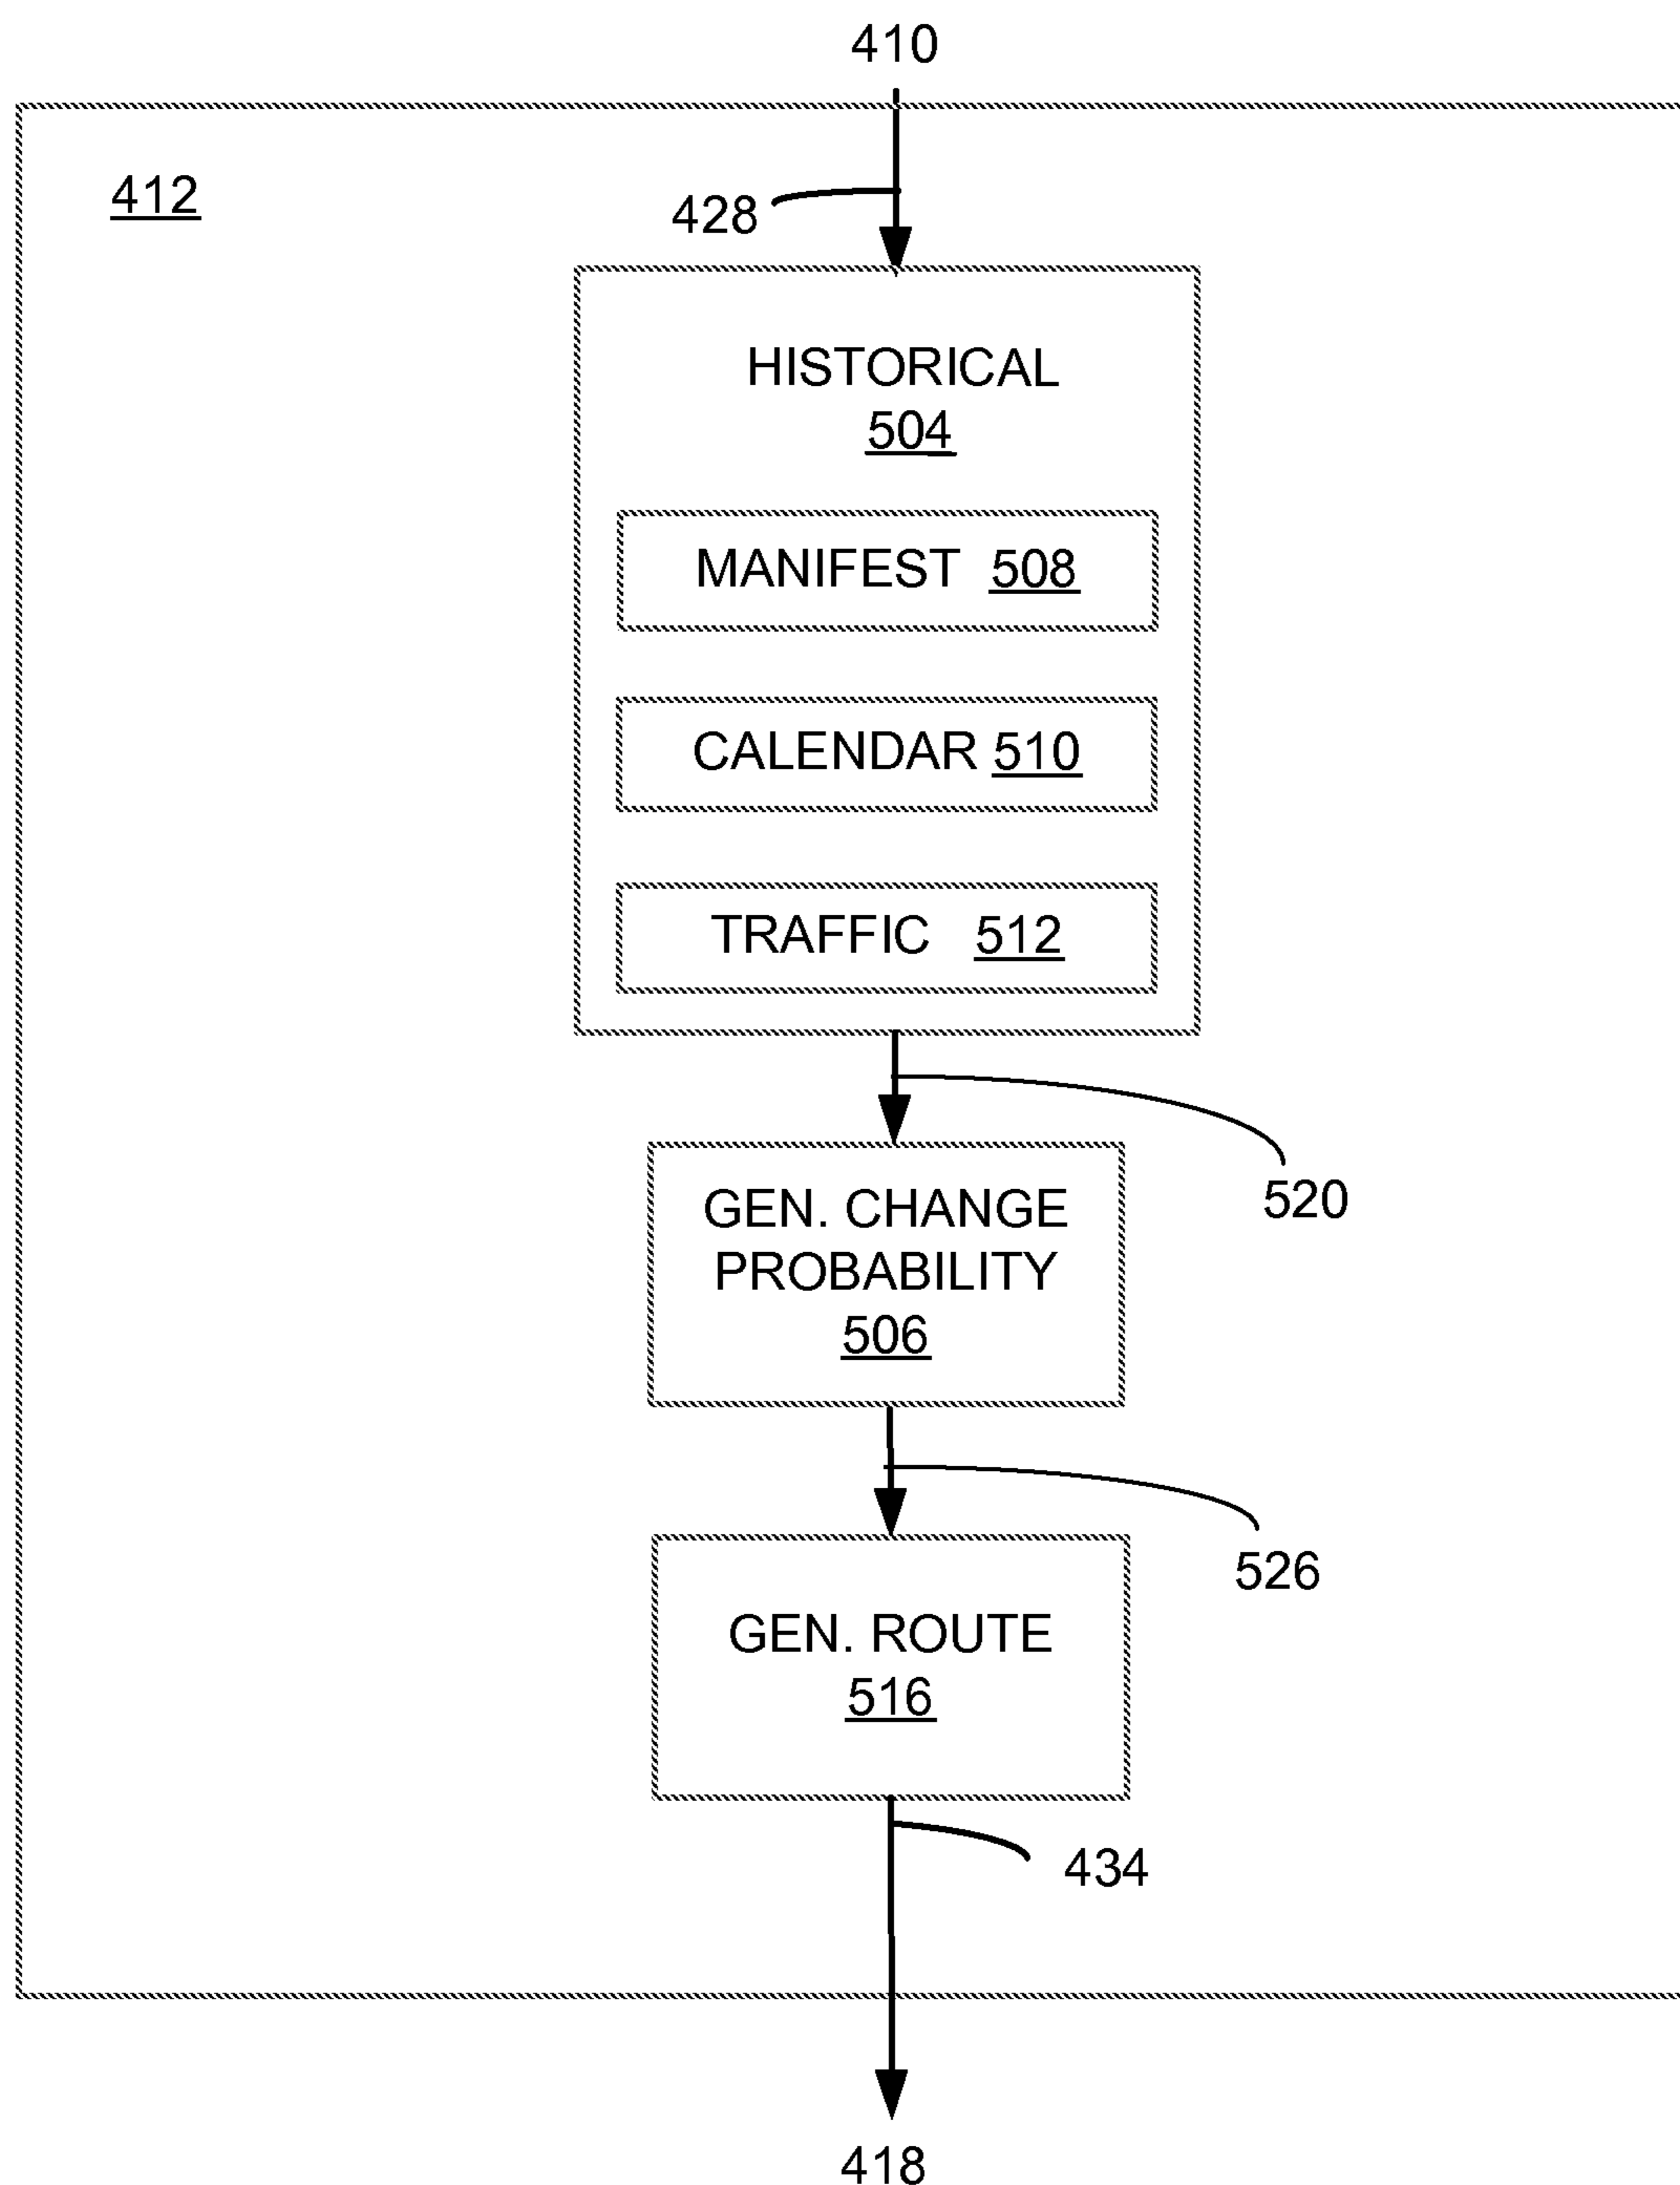 410
412
428
HISTORICAL
504
MANIFEST 508
CALENDAR 510
TRAFFIC 512
520
GEN. CHANGE
PROBABILITY
506
526
GEN. ROUTE
516
434
418